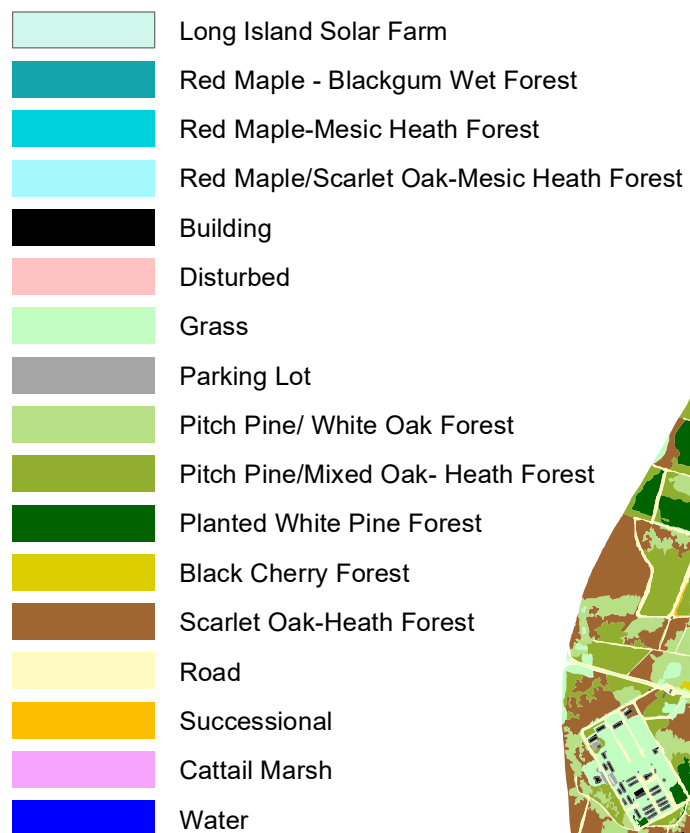 Long Island Solar Farm
Red Maple - Blackgum Wet Forest
Red Maple-Mesic Heath Forest
Red Maple/Scarlet Oak-Mesic Heath Forest
Building
Disturbed
Grass
Parking Lot
Pitch Pine/ White Oak Forest
Pitch Pine/Mixed Oak- Heath Forest
Planted White Pine Forest
Black Cherry Forest
Scarlet Oak-Heath Forest
Road
Successional
Cattail Marsh
Water